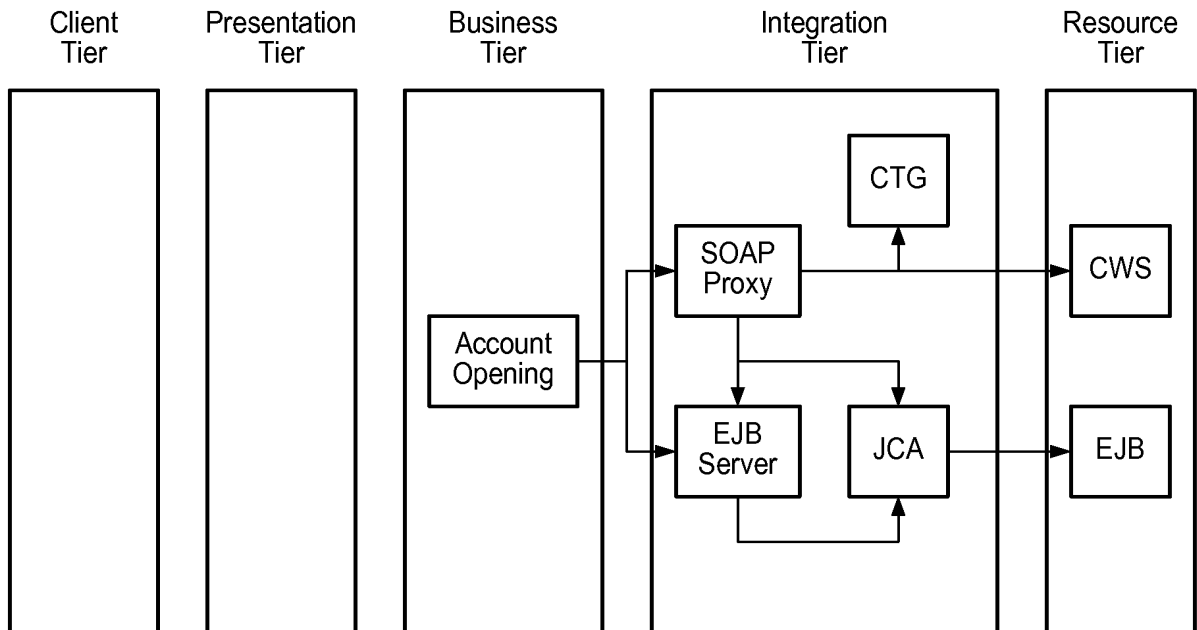 Client
Tier
Presentation
Tier
Business
Tier
Integration
Tier
Resource
Tier
CTG
SOAP
Proxy
CWS
Account
Opening
EJB
Server
JCA
EJB